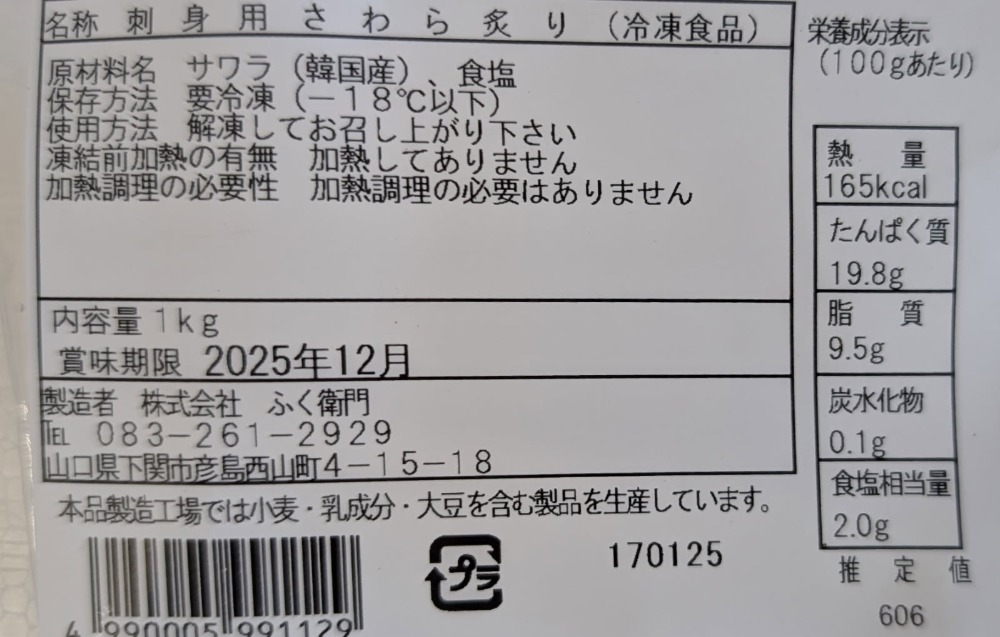 名称 刺身用さわら炙り（冷凍食品）
原材料名 サワラ（韓国産）、食塩
保存方法 要冷凍（－１８℃以下）
使用方法 解凍してお召し上がり下さい
凍結前加熱の有無 加熱してありません
加熱調理の必要性 加熱調理の必要はありません
内容量 1kg
賞味期限 2025年12月
製造者 株式会社 ふく衛門
TEL 083－261－2929
山口県下関市彦島西山町4－15－18
本品製造工場では小麦・乳成分・大豆を含む製品を生産しています。
4 990005 991129
プラ
170125
栄養成分表示
（100gあたり）
熱量
165kcal
たんぱく質
19.8g
脂質
9.5g
炭水化物
0.1g
食塩相当量
2.0g
推定値
606